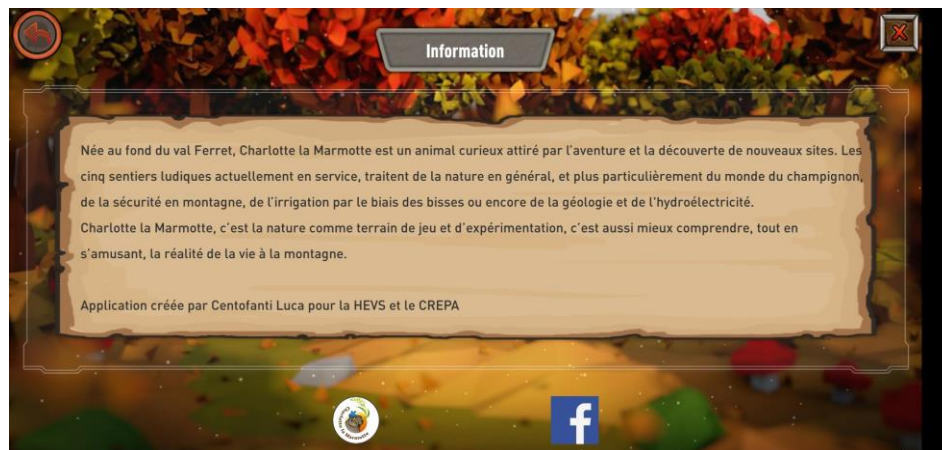 Information
Née au fond du val Ferret, Charlotte la Marmotte est un animal curieux attiré par l'aventure et la découverte de nouveaux sites. Les
cinq sentiers ludiques actuellement en service, traitent de la nature en général, et plus particulièrement du monde du champignon,
de la sécurité en montagne, de l'irrigation par le biais des bisses ou encore de la géologie et de l'hydroélectricité.
Charlotte la Marmotte, c'est la nature comme terrain de jeu et d'expérimentation, c'est aussi mieux comprendre, tout en
s'amusant, la réalité de la vie à la montagne.
Application créée par Centofanti Luca pour la HEVS et le CREPA
Charlotte la Marmotte
f